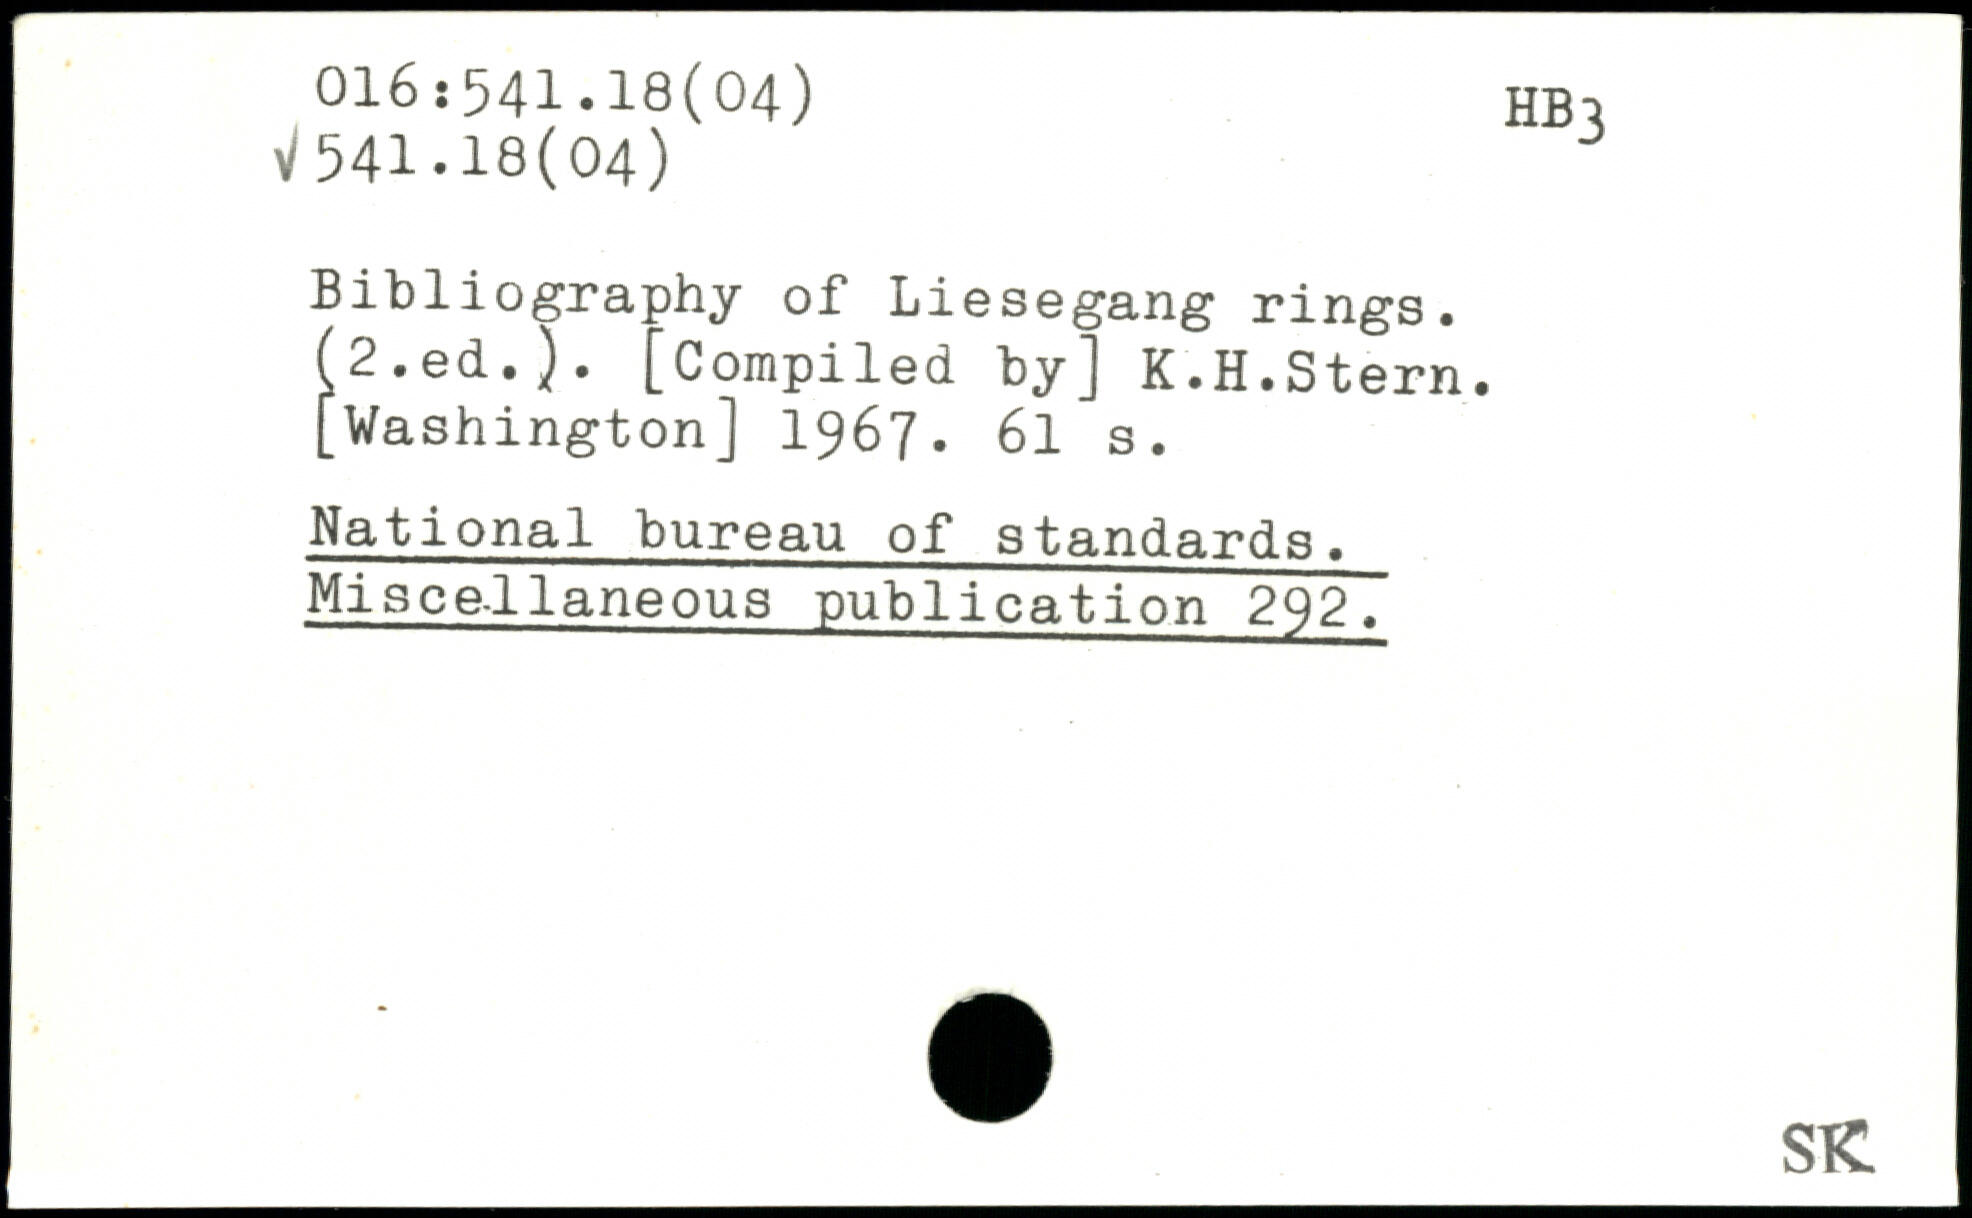 016:541.18(04)
HB3
√541.18(04)
Bibliography of Liesegang rings.
(2.ed.). [Compiled by] K.H.Stern.
[Washington] 1967. 61 s.
National bureau of standards.
Miscellaneous publication 292.
SK